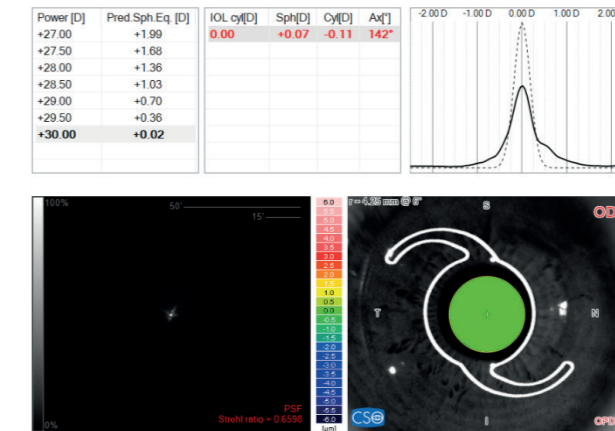 Power [D] Pred.Sph.Eq. [D]
+27.00 +1.99
+27.50 +1.68
+28.00 +1.36
+28.50 +1.03
+29.00 +0.70
+29.50 +0.36
+30.00 +0.02
IOL cyl[D] Sph[D] Cyl[D] Ax[°]
0.00 +0.07 -0.11 142°
-2.00 D -1.00 D 0.00 D 1.00 D 2.00
100%
50'
15'
0%
PSF
Strehl ratio = 0.6598
6.0
5.5
5.0
4.5
4.0
3.5
3.0
2.5
2.0
1.5
1.0
0.5
0.0
-0.5
-1.0
-1.5
-2.0
-2.5
-3.0
-3.5
-4.0
-4.5
-5.0
-5.5
-6.0
[um]
r = 4.25 mm @ 6°
S
OD
T
N
I
CSO
OPD